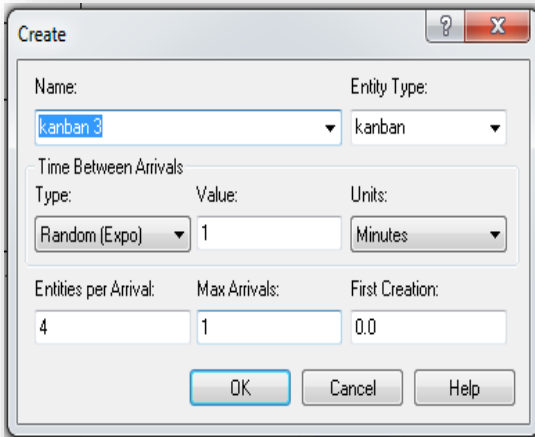 Create
Name: Entity Type:
kanban 3 kanban
Time Between Arrivals
Type: Value: Units:
Random (Expo) 1 Minutes
Entities per Arrival: Max Arrivals: First Creation:
4 1 0.0
OK Cancel Help